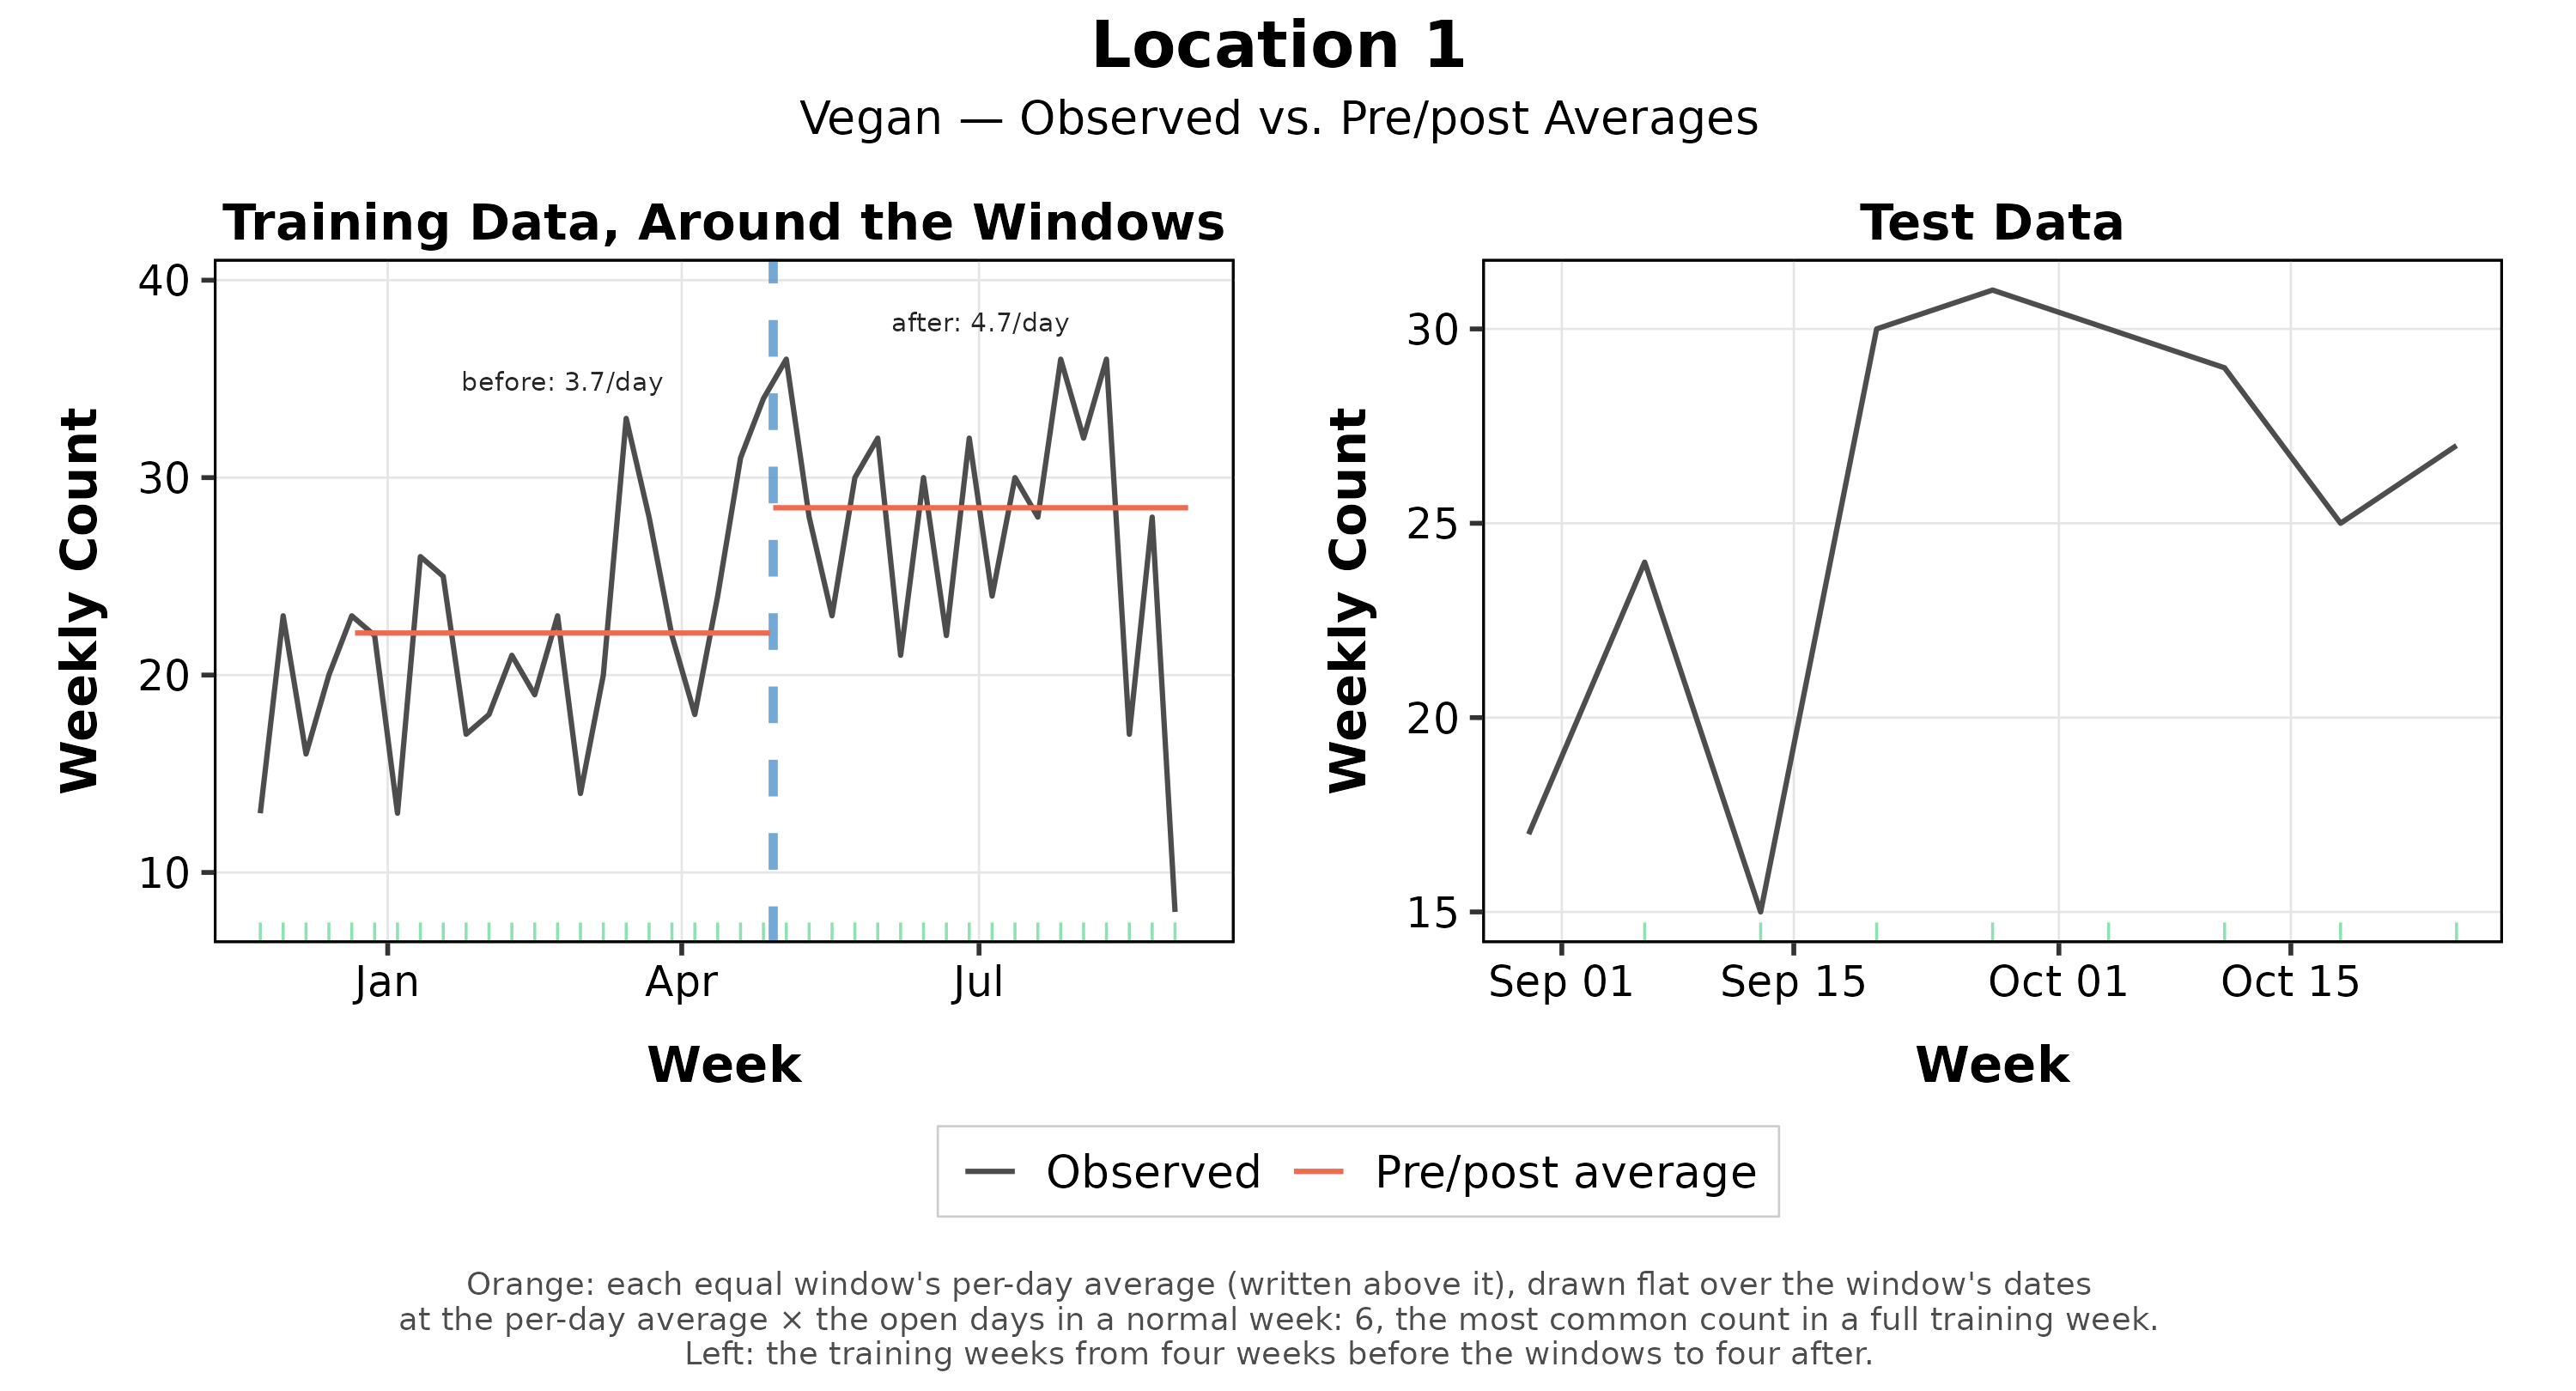 Location 1
Vegan — Observed vs. Pre/post Averages
Training Data, Around the Windows
Weekly Count
40
30
20
10
before: 3.7/day
after: 4.7/day
Jan
Apr
Jul
Week
Test Data
Weekly Count
30
25
20
15
Sep 01
Sep 15
Oct 01
Oct 15
Week
Observed
Pre/post average
Orange: each equal window's per-day average (written above it), drawn flat over the window's dates
at the per-day average × the open days in a normal week: 6, the most common count in a full training week.
Left: the training weeks from four weeks before the windows to four after.